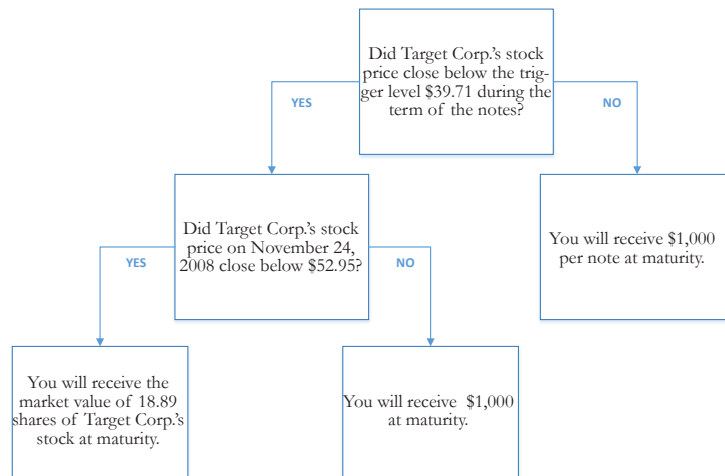 Did Target Corp.'s stock
price close below the trig-
ger level $39.71 during the
term of the notes?
YES
NO
Did Target Corp.'s stock
price on November 24,
2008 close below $52.95?
You will receive $1,000
per note at maturity.
YES
NO
You will receive the
market value of 18.89
shares of Target Corp.'s
stock at maturity.
You will receive $1,000
at maturity.